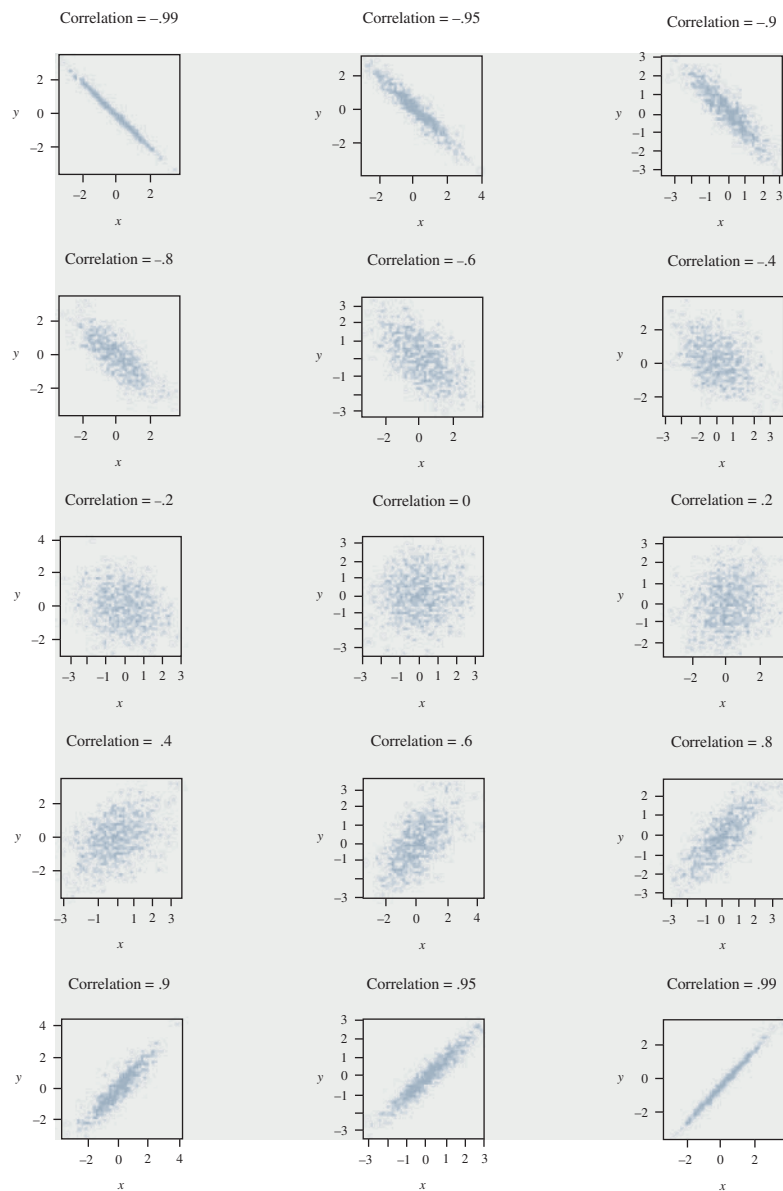 Correlation = –.99
Correlation = –.95
Correlation = –.9
y
2
0
–2
–2 0 2
x
y
2
0
–2
–2 0 2 4
x
y
3
2
1
0
–1
–2
–3
–3 –1 0 1 2 3
x
Correlation = –.8
Correlation = –.6
Correlation = –.4
y
2
0
–2
–2 0 2
x
y
3
2
1
–1
–3
–2 0 2
x
y
2
0
–2
–3 –2 0 1 3
x
Correlation = –.2
Correlation = 0
Correlation = .2
y
4
2
0
–2
–3 –1 0 1 2 3
x
y
3
2
1
0
–1
–3
–3 –1 0 1 2 3
x
y
3
2
1
0
–1
–2
–2 0 2
x
Correlation = .4
Correlation = .6
Correlation = .8
y
2
0
–2
–3 –1 1 2 3
x
y
3
2
1
0
–1
–3
–2 0 2 4
x
y
2
1
0
–1
–2
–3
–3 –1 0 1 2 3
x
Correlation = .9
Correlation = .95
Correlation = .99
y
4
2
0
–2
–2 0 2 4
x
y
3
2
1
0
–1
–3
–3 –1 0 1 2 3
x
y
2
0
–2
–2 0 2
x